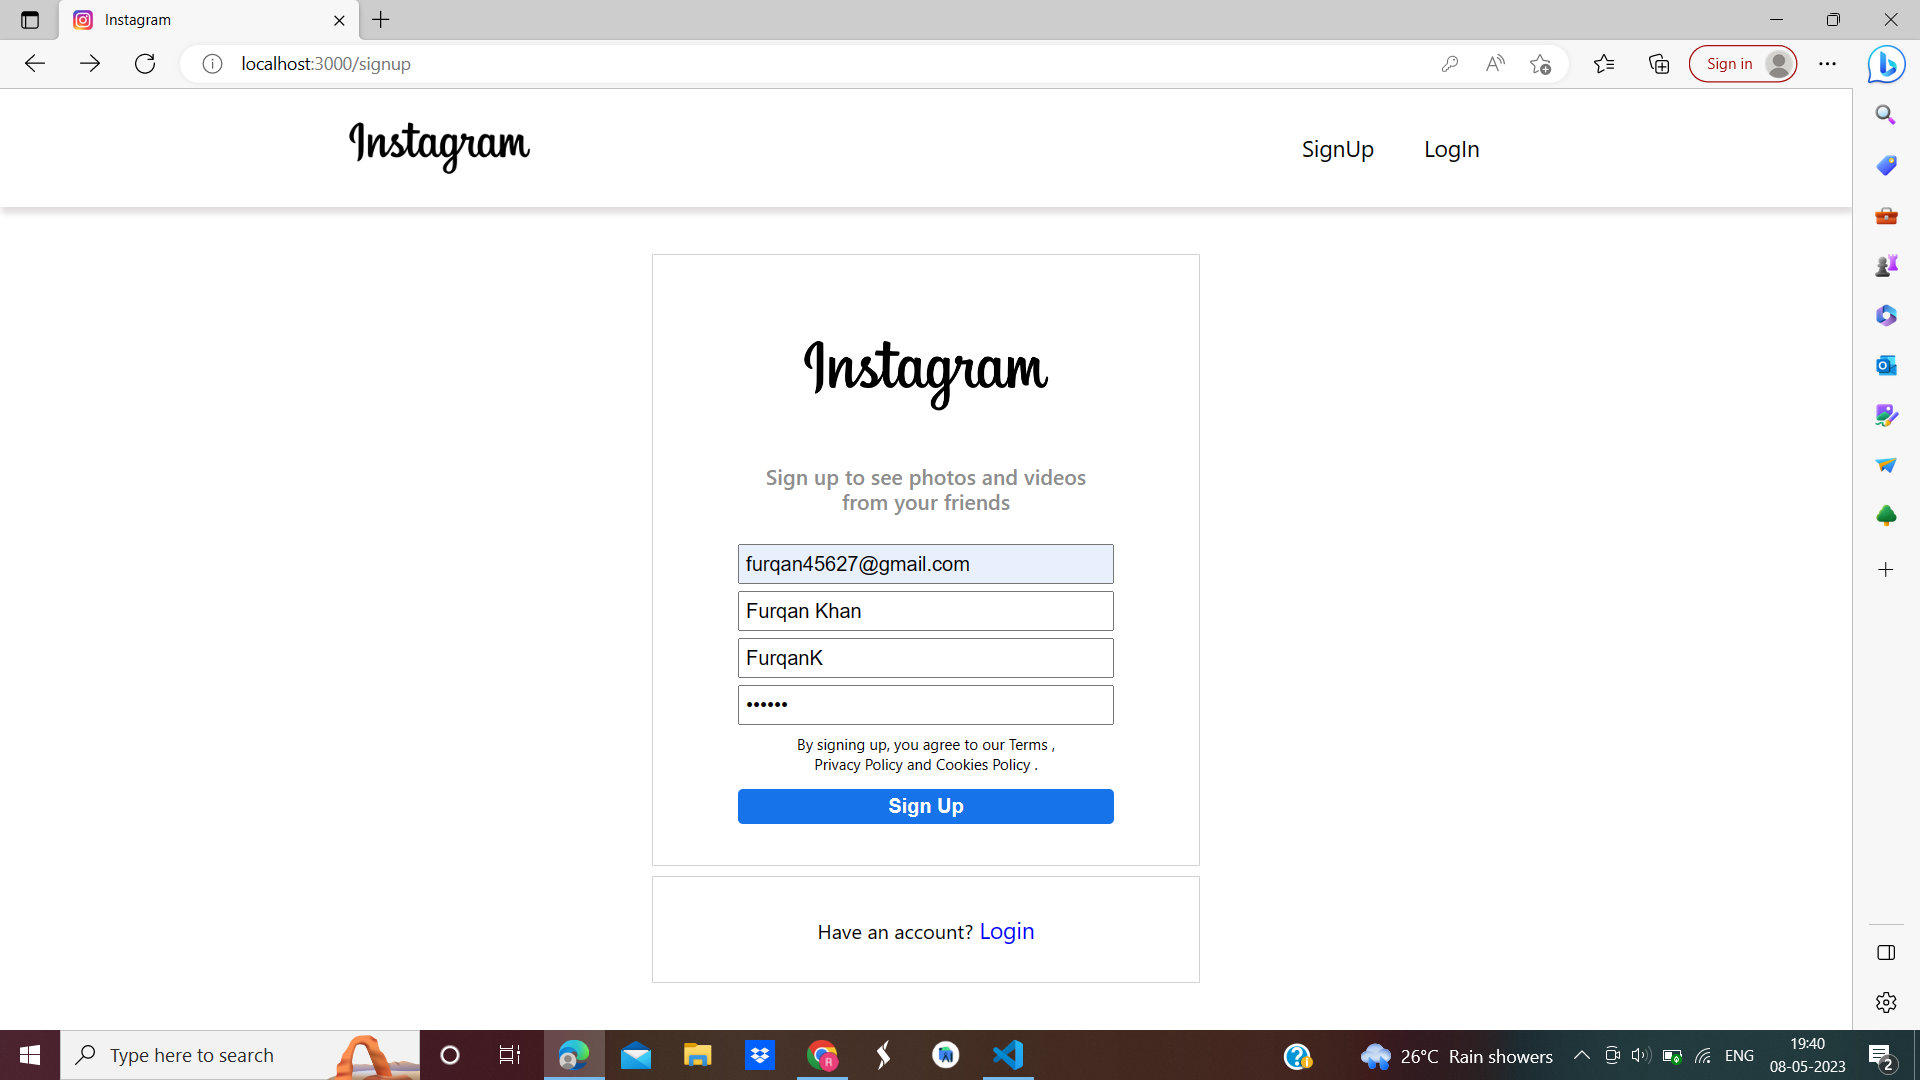 Instagram
localhost:3000/signup
Sign in
Instagram
SignUp
LogIn
Instagram
Sign up to see photos and videos
from your friends
furqan45627@gmail.com
Furqan Khan
FurqanK
••••••
By signing up, you agree to our Terms ,
Privacy Policy and Cookies Policy .
Sign Up
Have an account? Login
Type here to search
26°C Rain showers
ENG
19:40
08-05-2023
2